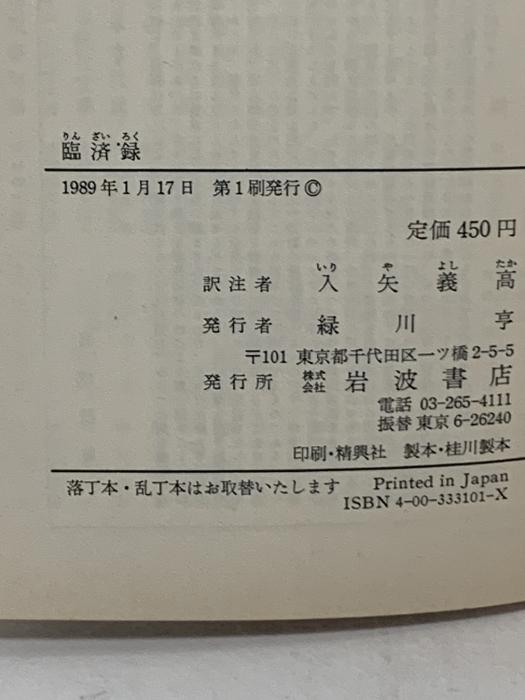 りん ざい ろく
臨済録
1989年1月17日 第1刷発行©
定価450円
いり や よし たか
訳注者 入矢義高
発行者 緑川亨
〒101 東京都千代田区一ツ橋2-5-5
発行所 株式会社 岩波書店
電話 03-265-4111
振替 東京 6-26240
印刷・精興社 製本・桂川製本
落丁本・乱丁本はお取替いたします Printed in Japan
ISBN 4-00-333101-X